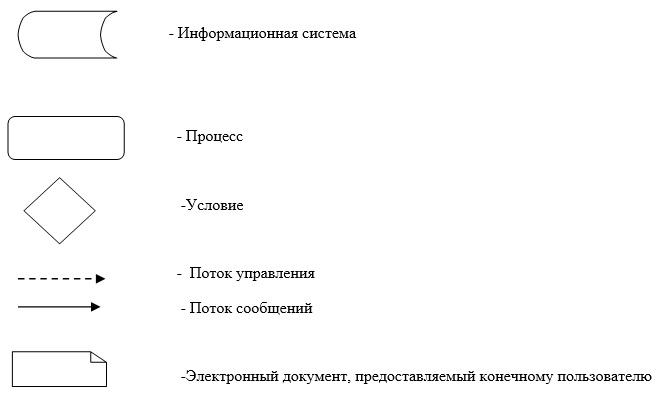 - Информационная система
- Процесс
-Условие
- Поток управления
- Поток сообщений
-Электронный документ, предоставляемый конечному пользователю